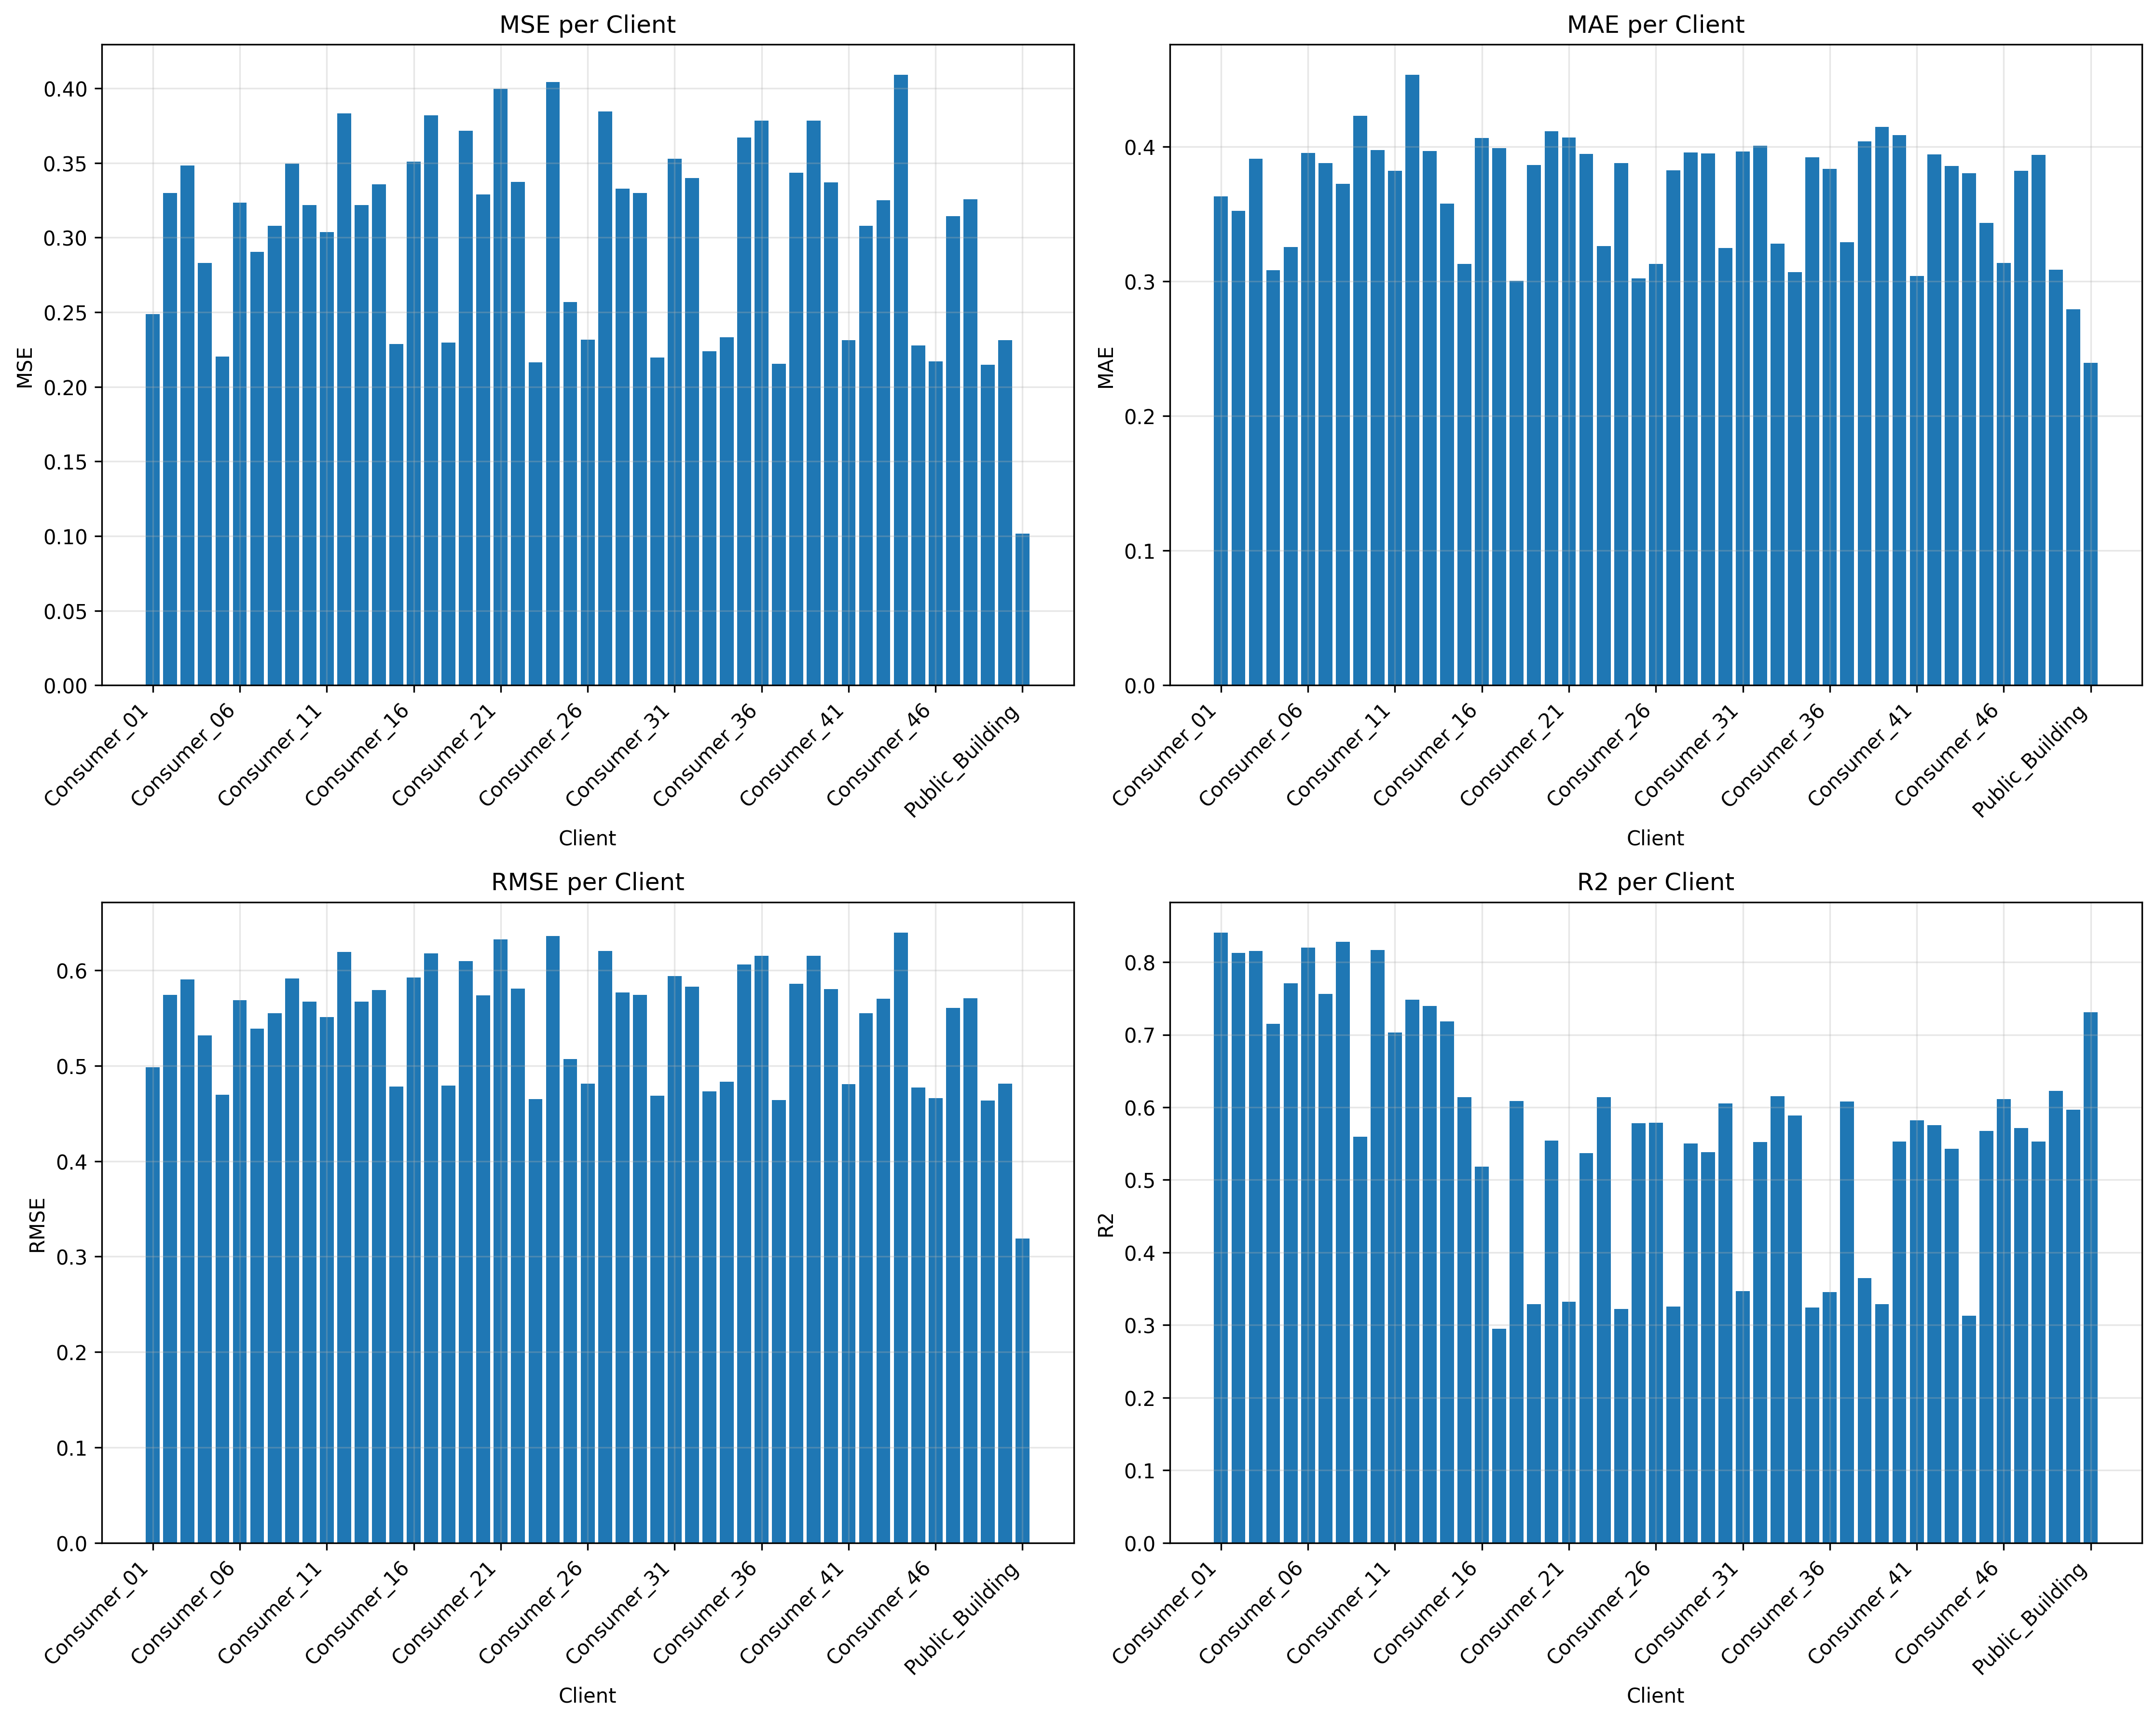 MSE per Client
MSE
0.40
0.35
0.30
0.25
0.20
0.15
0.10
0.05
0.00
Consumer_01
Consumer_06
Consumer_11
Consumer_16
Consumer_21
Consumer_26
Consumer_31
Consumer_36
Consumer_41
Consumer_46
Public_Building
Client
MAE per Client
MAE
0.4
0.3
0.2
0.1
0.0
Consumer_01
Consumer_06
Consumer_11
Consumer_16
Consumer_21
Consumer_26
Consumer_31
Consumer_36
Consumer_41
Consumer_46
Public_Building
Client
RMSE per Client
RMSE
0.6
0.5
0.4
0.3
0.2
0.1
0.0
Consumer_01
Consumer_06
Consumer_11
Consumer_16
Consumer_21
Consumer_26
Consumer_31
Consumer_36
Consumer_41
Consumer_46
Public_Building
Client
R2 per Client
R2
0.8
0.7
0.6
0.5
0.4
0.3
0.2
0.1
0.0
Consumer_01
Consumer_06
Consumer_11
Consumer_16
Consumer_21
Consumer_26
Consumer_31
Consumer_36
Consumer_41
Consumer_46
Public_Building
Client